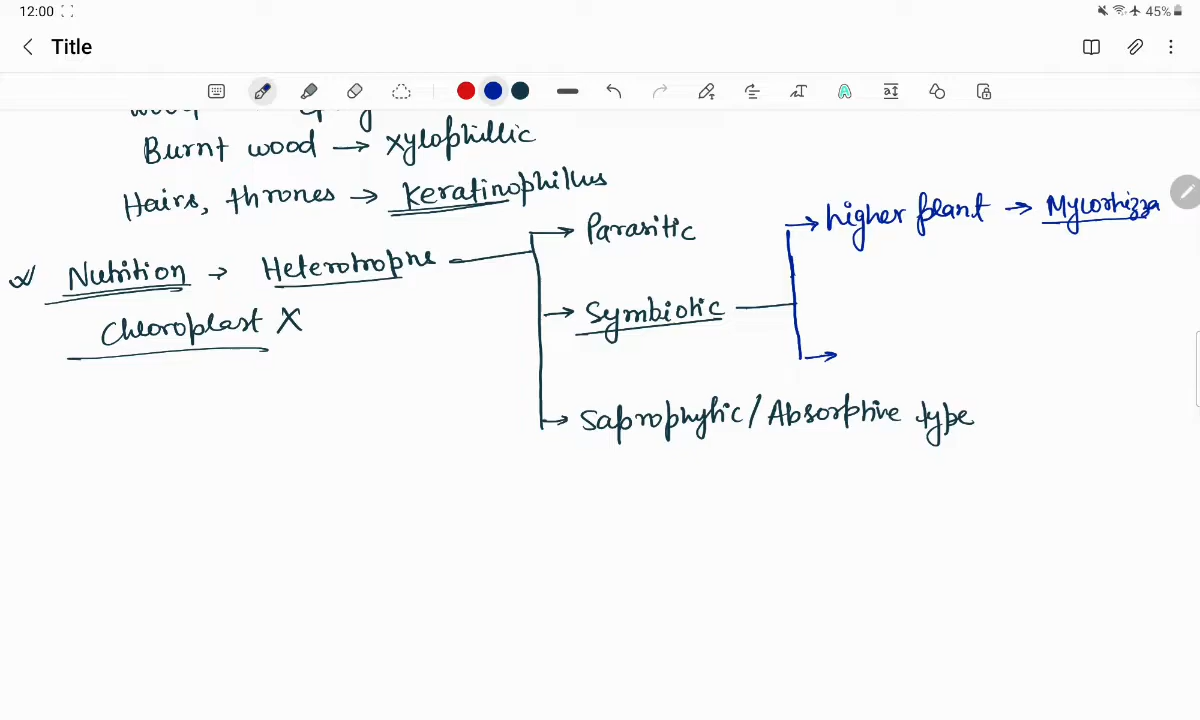 12:00 45%
Title
Burnt wood → xylophillic
Hairs, thrones → Keratinophillus
Nutrition → Heterotrophe
Chloroplast X
→ Parasitic
→ Symbiotic
→ Saprophytic / Absorptive type
→ higher plant → Mycorhizza
→